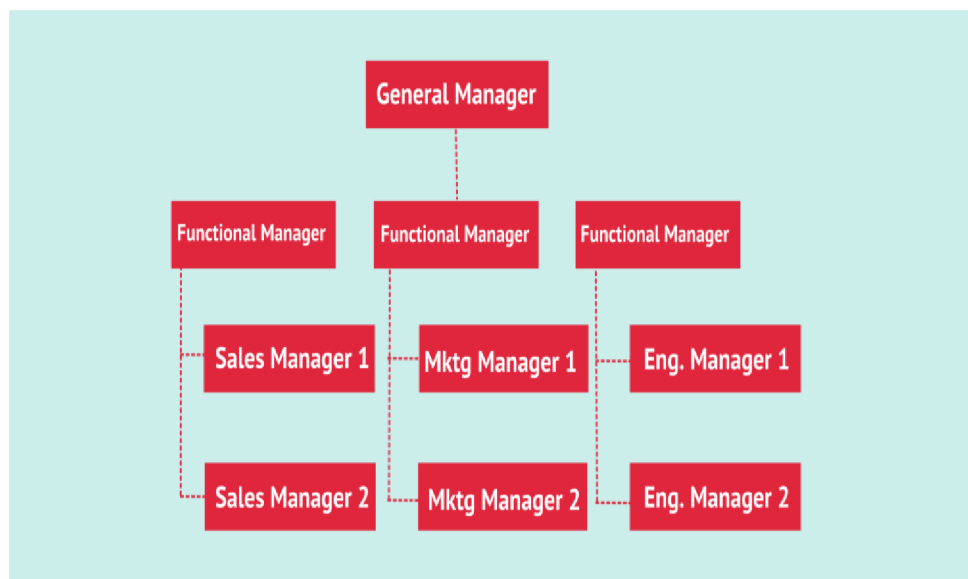 General Manager
Functional Manager
Functional Manager
Functional Manager
Sales Manager 1
Mktg Manager 1
Eng. Manager 1
Sales Manager 2
Mktg Manager 2
Eng. Manager 2